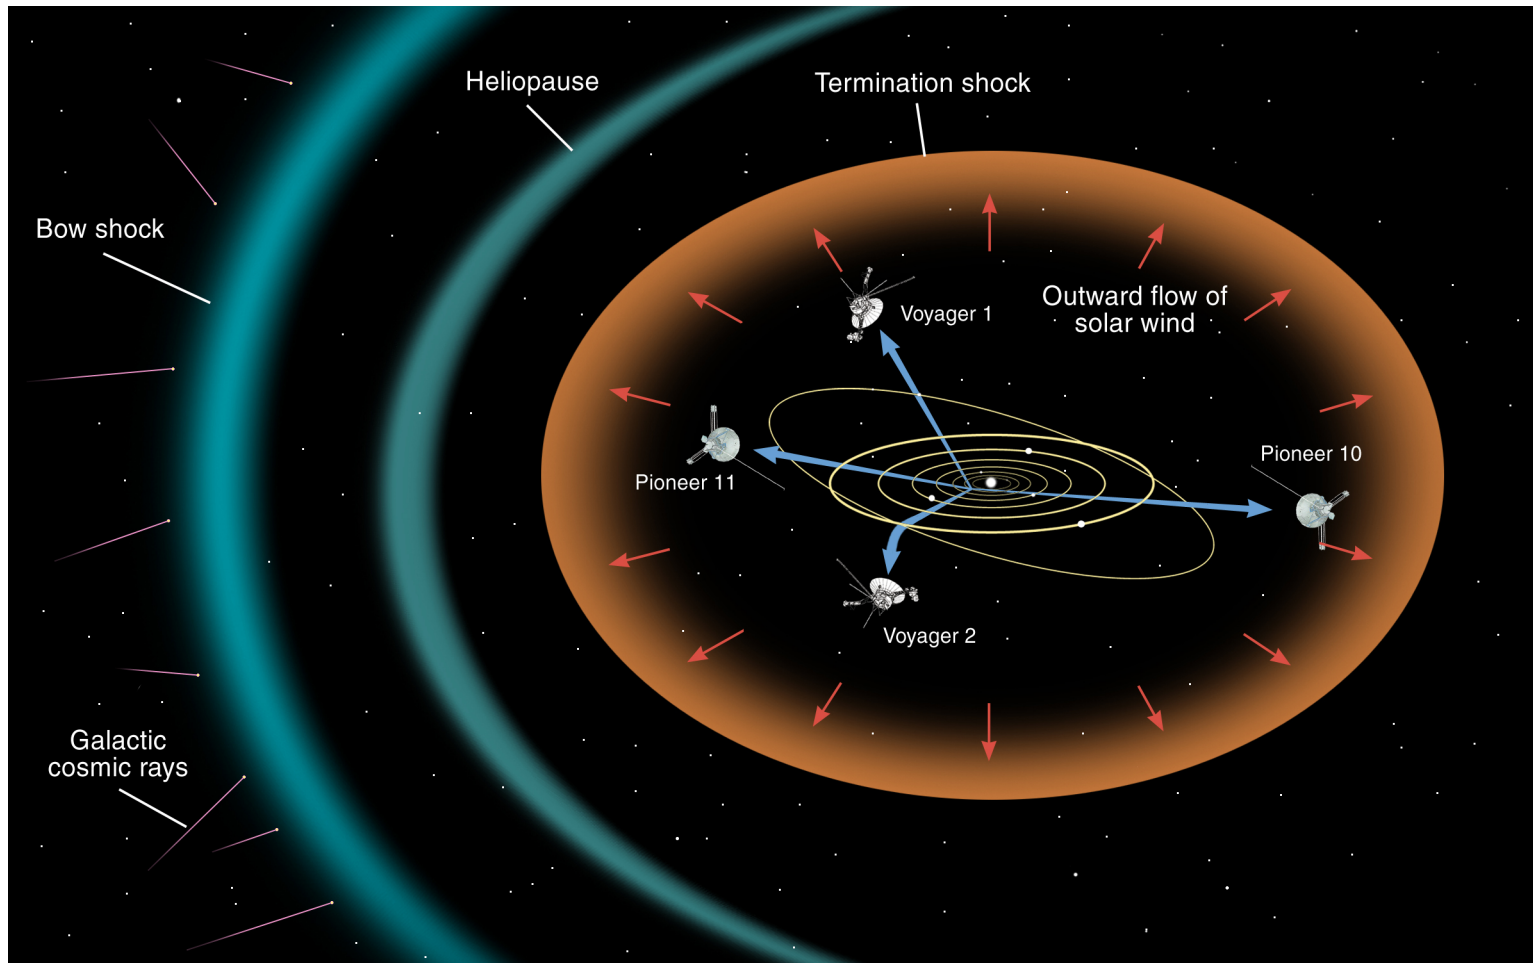 Heliopause
Termination shock
Bow shock
Outward flow of
solar wind
Voyager 1
Pioneer 10
Pioneer 11
Voyager 2
Galactic
cosmic rays